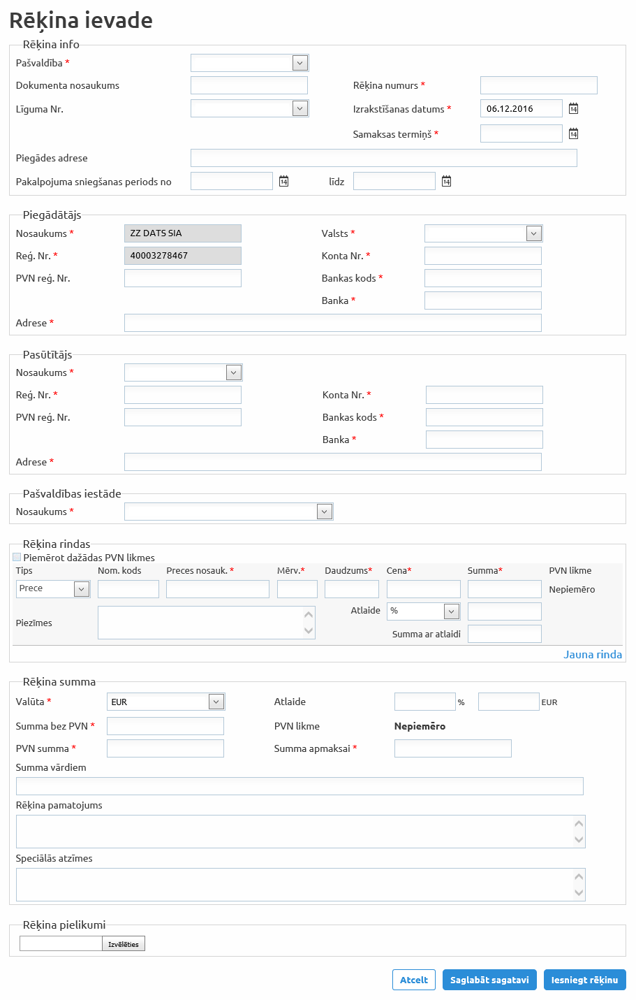 Rēķina ievade
Rēķina info
Pašvaldība *
Dokumenta nosaukums
Rēķina numurs *
Līguma Nr.
Izrakstīšanas datums * 06.12.2016 14
Samaksas termiņš * 14
Piegādes adrese
Pakalpojuma sniegšanas periods no 14 līdz 14
Piegādātājs
Nosaukums * ZZ DATS SIA
Valsts *
Reģ. Nr. * 40003278467
Konta Nr. *
PVN reģ. Nr.
Bankas kods *
Banka *
Adrese *
Pasūtītājs
Nosaukums *
Reģ. Nr. *
Konta Nr. *
PVN reģ. Nr.
Bankas kods *
Banka *
Adrese *
Pašvaldības iestāde
Nosaukums *
Rēķina rindas
Piemērot dažādas PVN likmes
Tips Nom. kods Preces nosauk. * Mērv.* Daudzums* Cena* Summa* PVN likme
Prece Nepiemēro
Piezīmes
Atlaide %
Summa ar atlaidi
Jauna rinda
Rēķina summa
Valūta * EUR
Atlaide % EUR
Summa bez PVN *
PVN likme Nepiemēro
PVN summa *
Summa apmaksai *
Summa vārdiem
Rēķina pamatojums
Speciālās atzīmes
Rēķina pielikumi
Izvēlēties
Atcelt Saglabāt sagatavi Iesniegt rēķinu